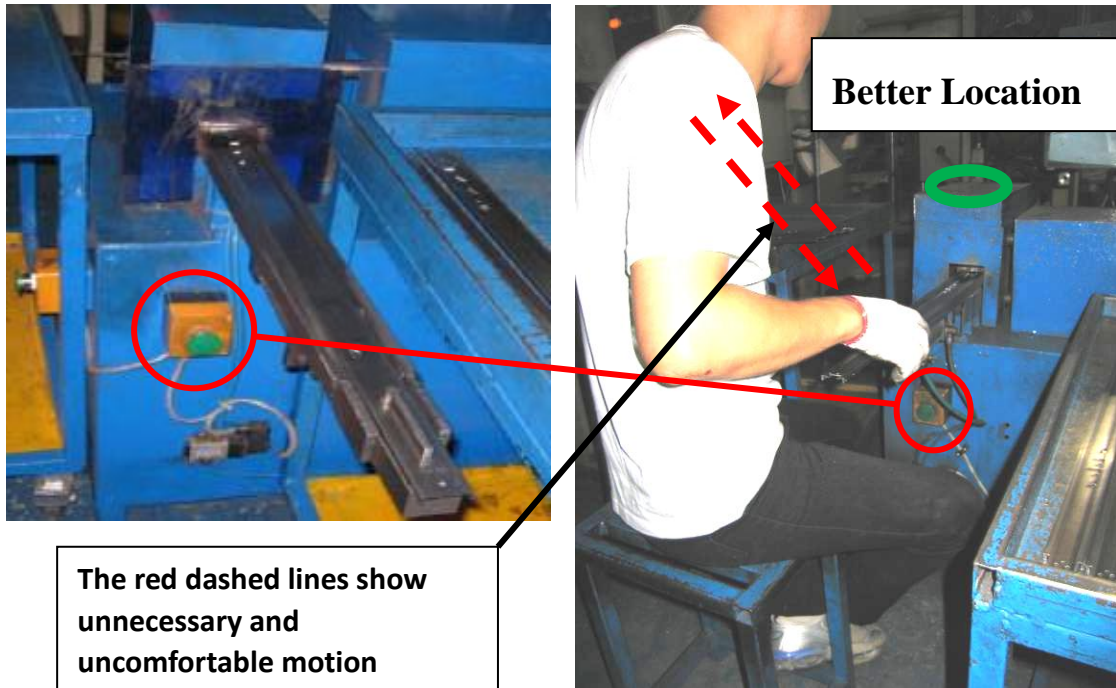 Better Location
The red dashed lines show
unnecessary and
uncomfortable motion